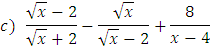 c) (√x − 2)/(√x + 2) − √x/(√x − 2) + 8/(x − 4)